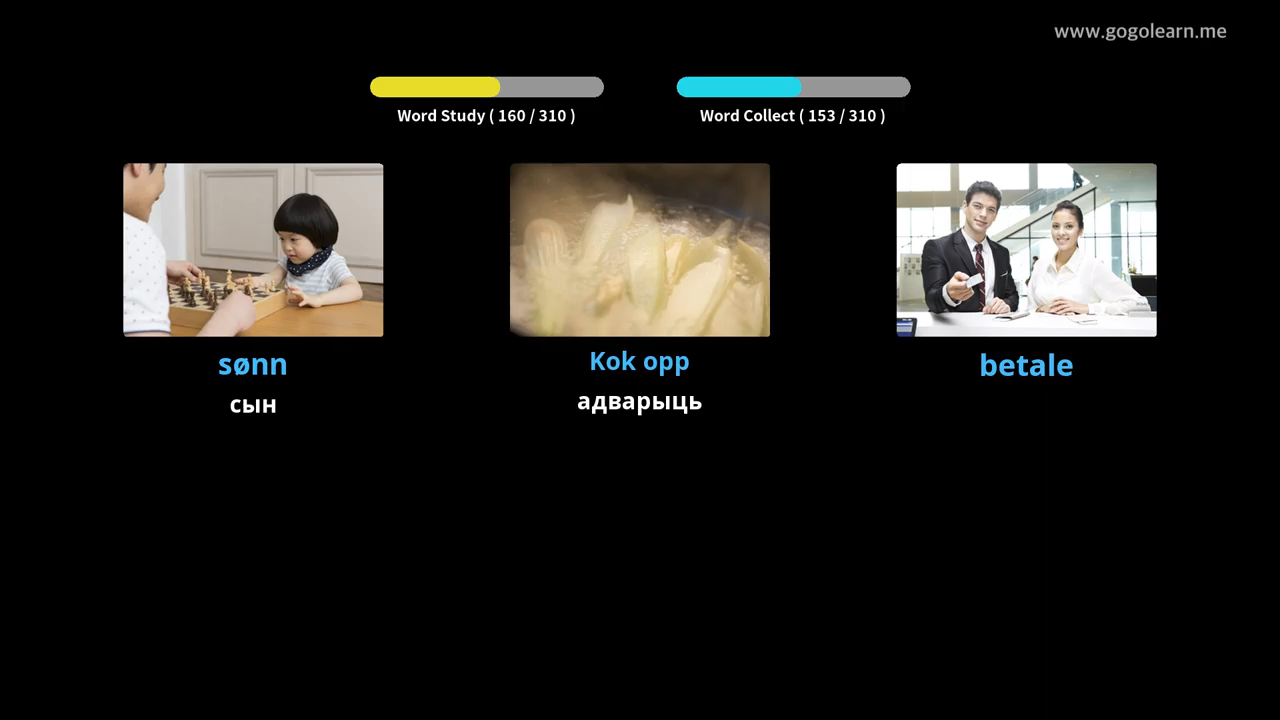 www.gogolearn.me
Word Study ( 160 / 310 )
Word Collect ( 153 / 310 )
sønn
сын
Kok opp
адварыць
betale